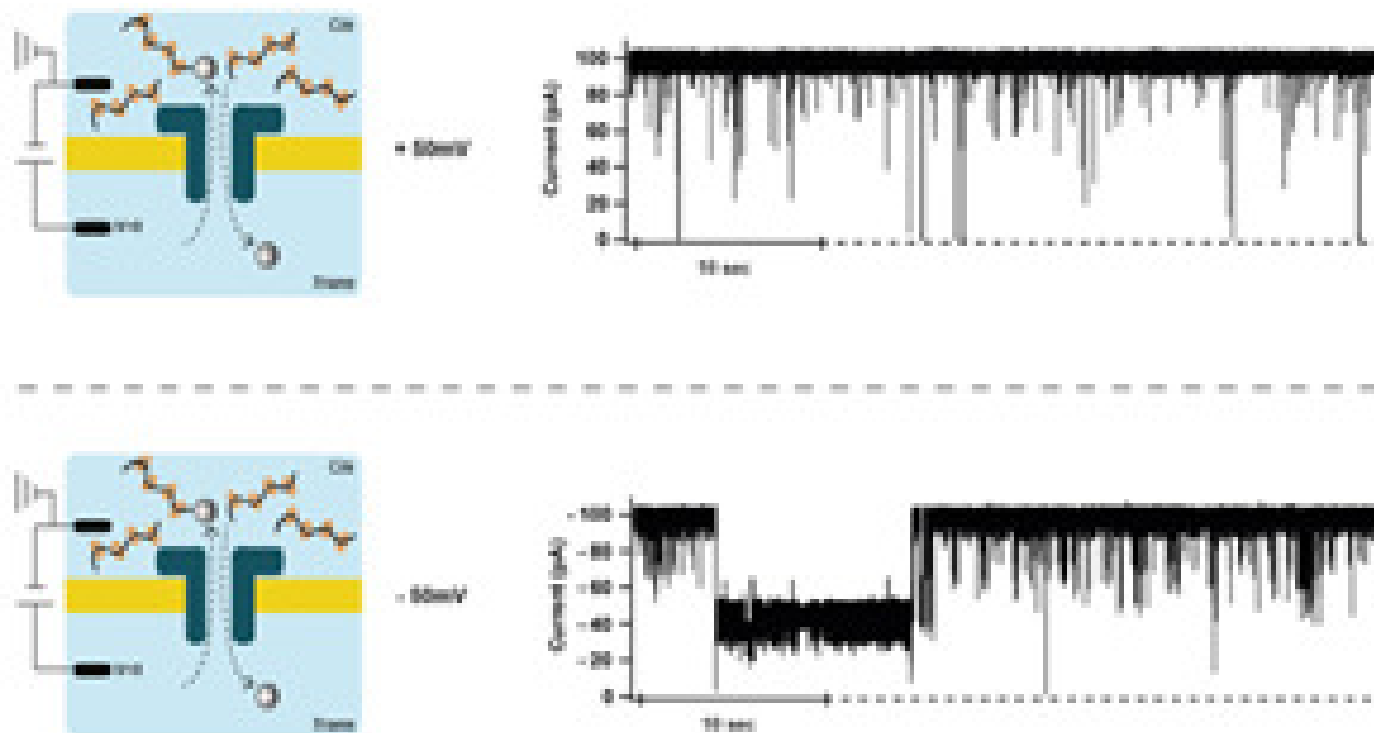 Cis
+ 50mV
Trans
Current (pA)
100
80
60
40
20
0
10 sec
Cis
- 50mV
Trans
Current (pA)
- 100
- 80
- 60
- 40
- 20
0
10 sec